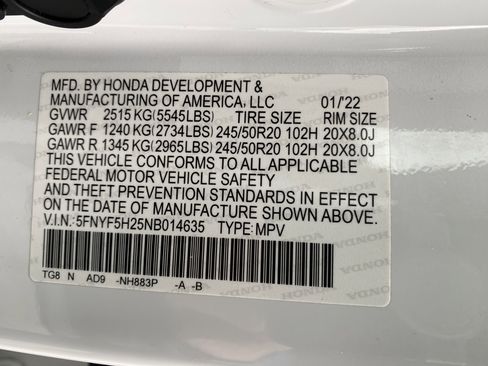 MFD. BY HONDA DEVELOPMENT &
MANUFACTURING OF AMERICA, LLC 01/'22
GVWR 2515 KG(5545LBS) TIRE SIZE RIM SIZE
GAWR F 1240 KG(2734LBS) 245/50R20 102H 20X8.0J
GAWR R 1345 KG(2965LBS) 245/50R20 102H 20X8.0J
THIS VEHICLE CONFORMS TO ALL APPLICABLE
FEDERAL MOTOR VEHICLE SAFETY
AND THEFT PREVENTION STANDARDS IN EFFECT
ON THE DATE OF MANUFACTURE SHOWN ABOVE.
V.I.N.: 5FNYF5H25NB014635 TYPE: MPV
TG8 N AD9 -NH883P -A -B
HONDA